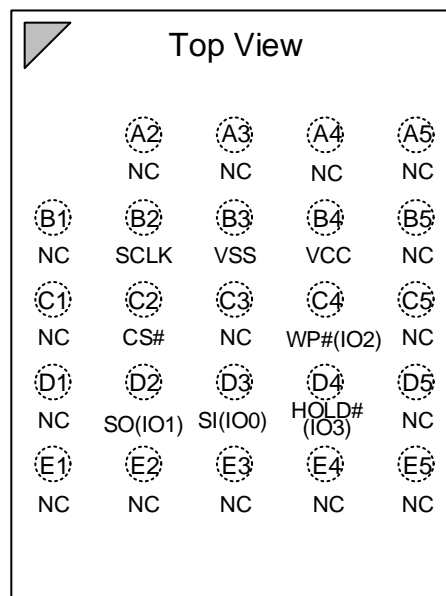 Top View
A2 A3 A4 A5
NC NC NC NC
B1 B2 B3 B4 B5
NC SCLK VSS VCC NC
C1 C2 C3 C4 C5
NC CS# NC WP#(IO2) NC
D1 D2 D3 D4 D5
NC SO(IO1) SI(IO0) HOLD# NC
(IO3)
E1 E2 E3 E4 E5
NC NC NC NC NC